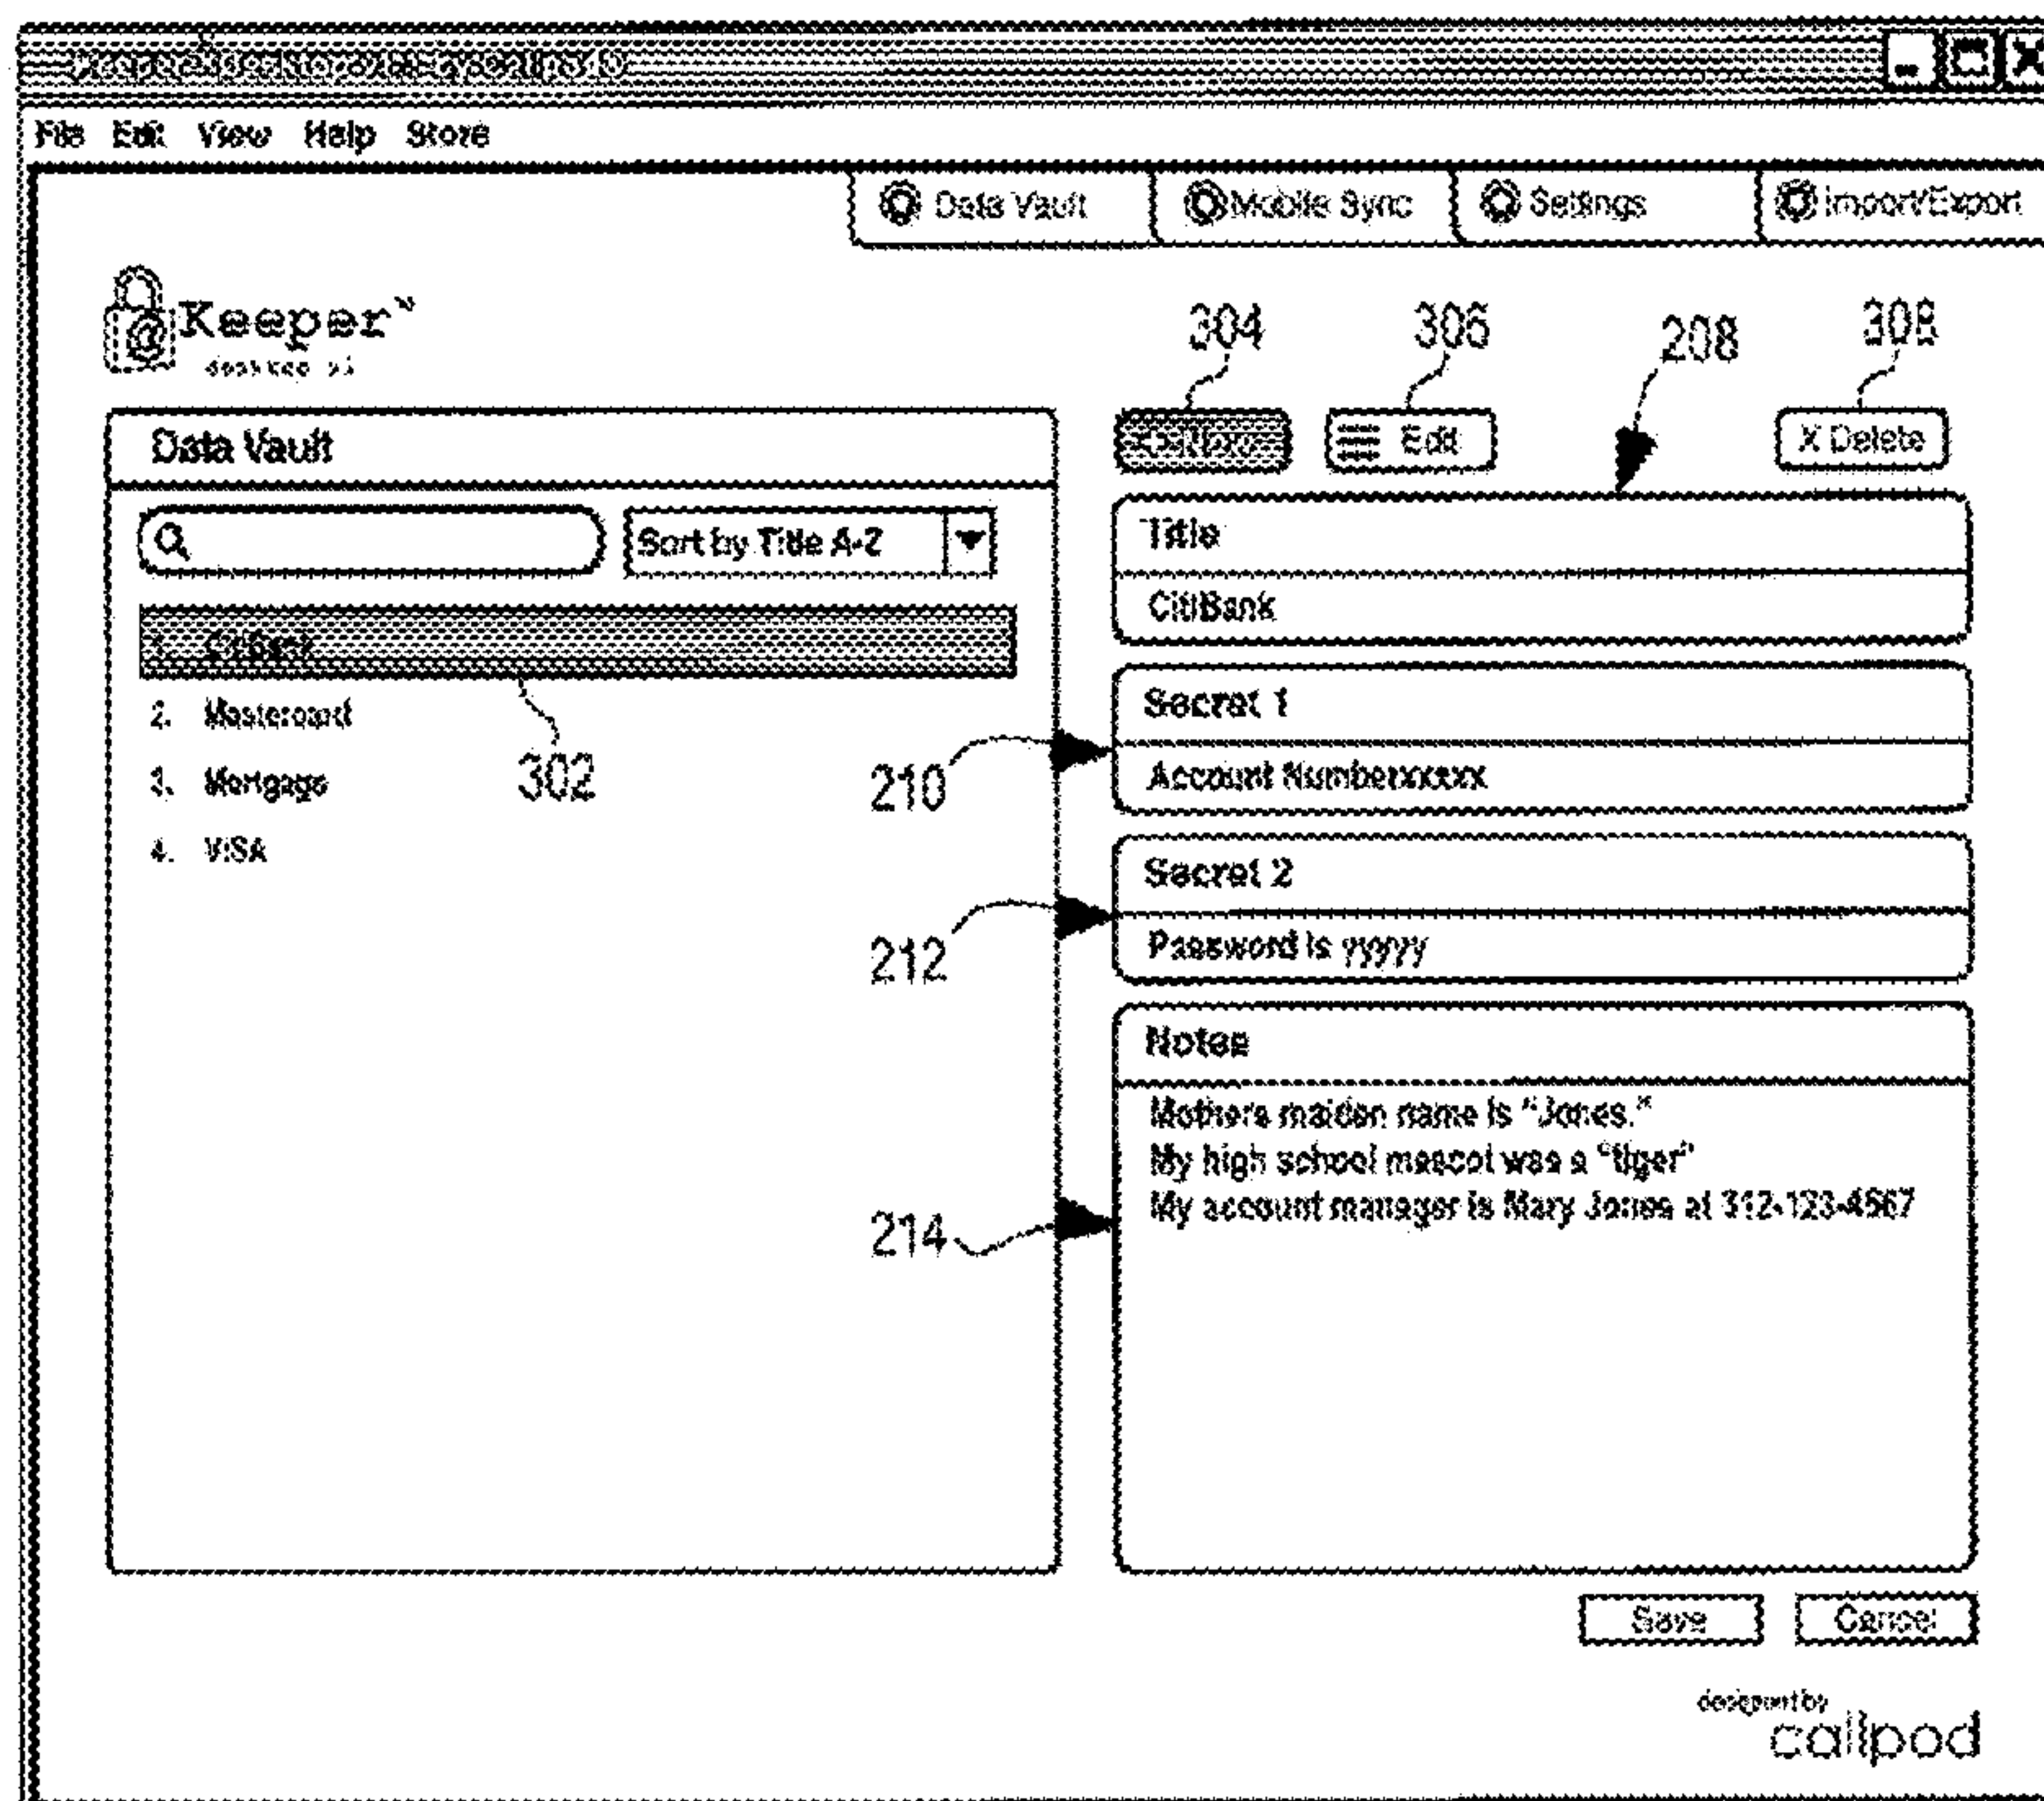 File Edit View Help Store
Data Vault Mobile Sync Settings Import/Export
Keeper
304 306 208 308
Data Vault
Edit
X Delete
Sort by Title A-Z
Title
CitiBank
1. CitiBank
Secret 1
2. Mastercard
302
210
3. Mortgage
Account Numberxxxxx
4. VISA
Secret 2
212
Password is yyyyy
Notes
Mothers maiden name is "Jones."
My high school mascot was a "tiger"
My account manager is Mary Jones at 312-123-4567
214
Save Cancel
designed by
callpod